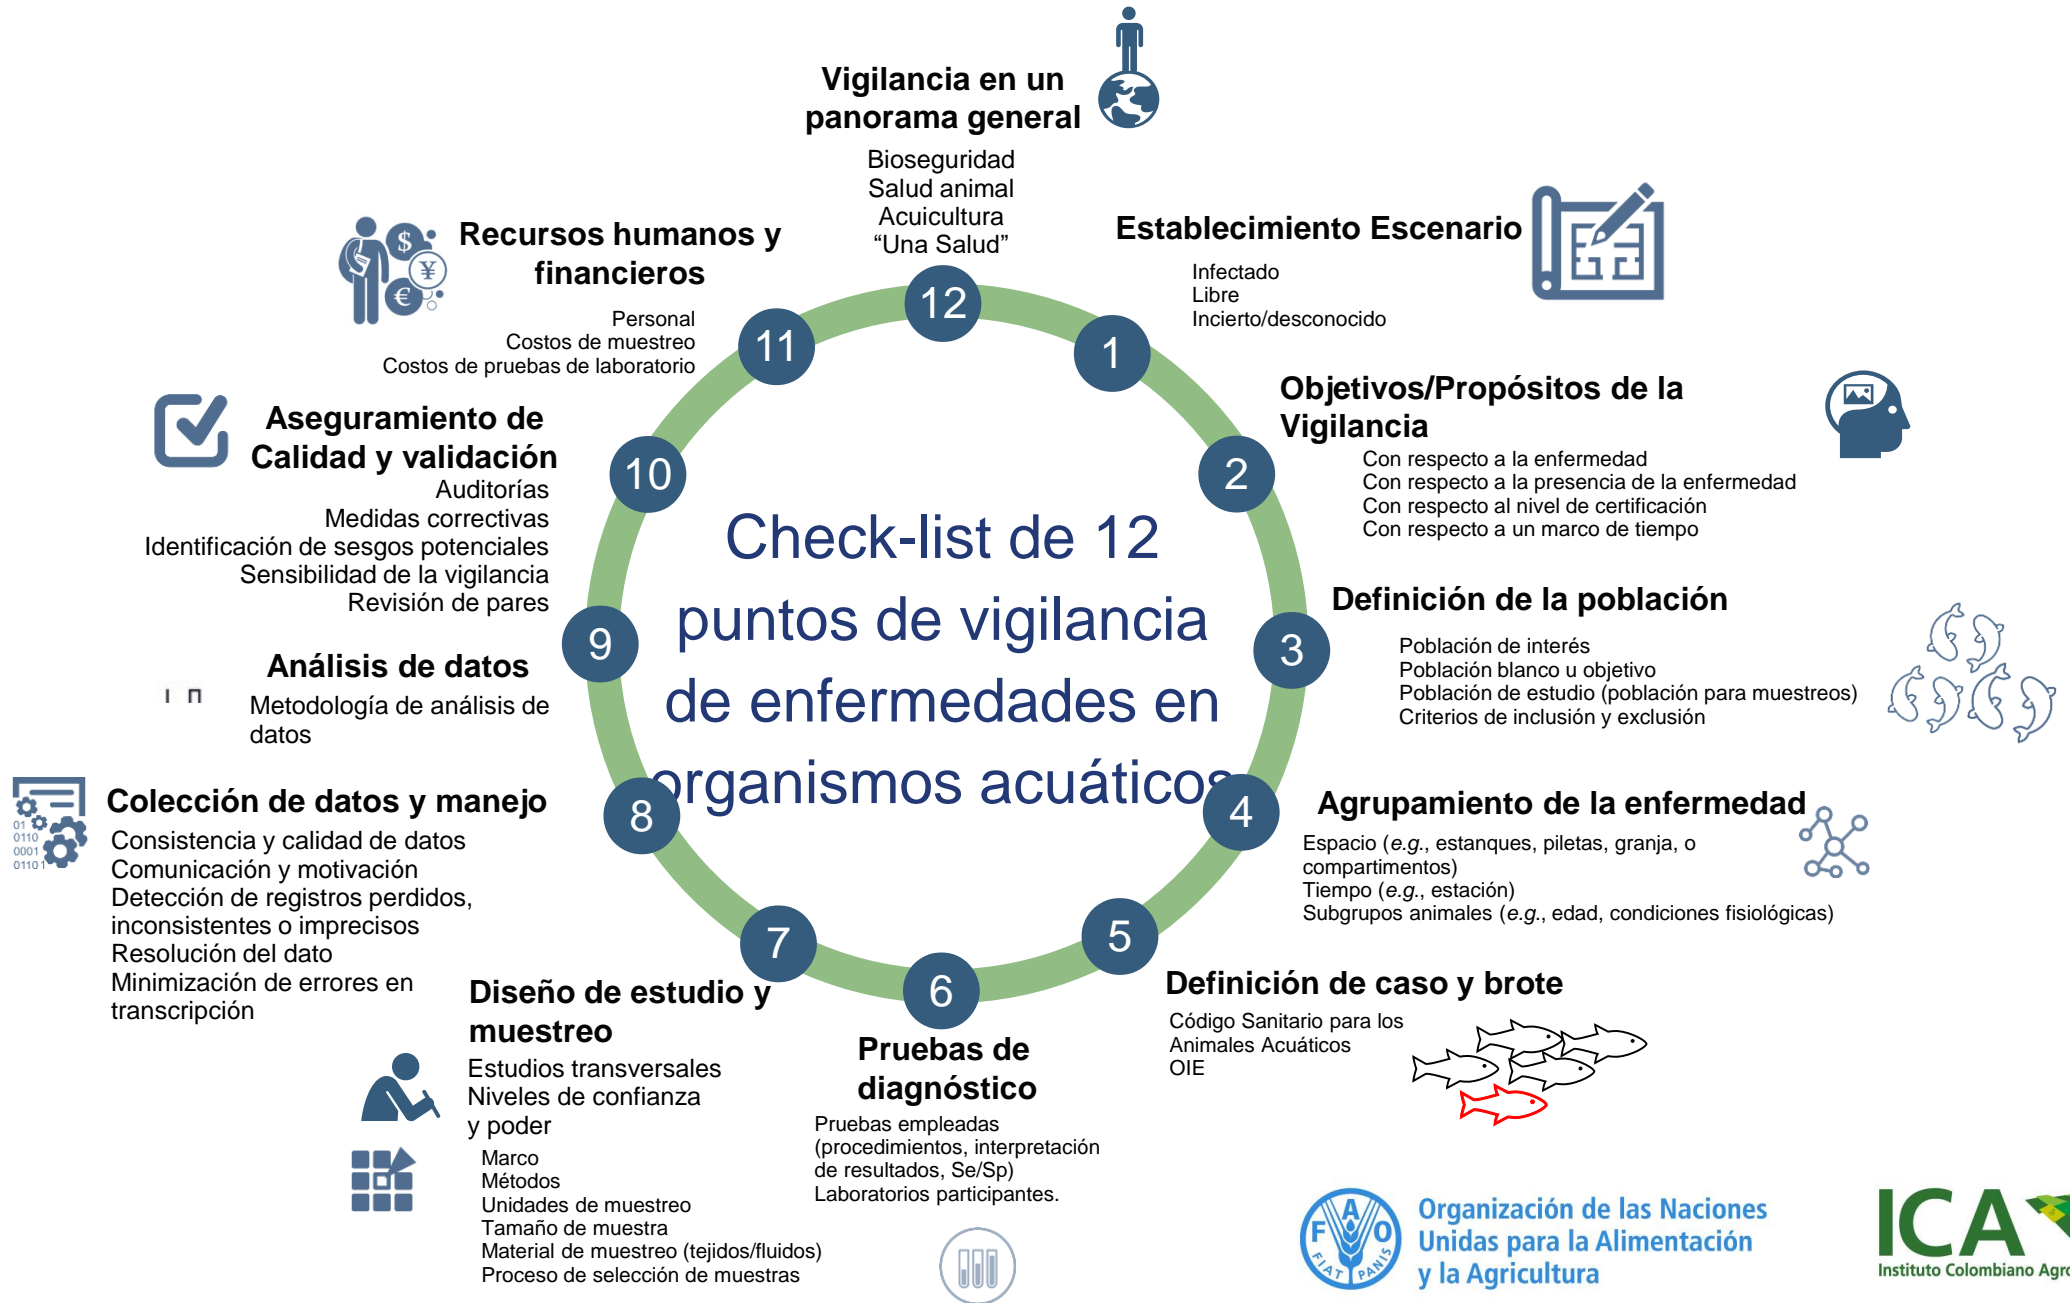 Vigilancia en un
panorama general
Bioseguridad
Salud animal
Acuicultura
“Una Salud”
12
Establecimiento Escenario
Infectado
Libre
Incierto/desconocido
1
Objetivos/Propósitos de la
Vigilancia
Con respecto a la enfermedad
Con respecto a la presencia de la enfermedad
Con respecto al nivel de certificación
Con respecto a un marco de tiempo
2
Definición de la población
Población de interés
Población blanco u objetivo
Población de estudio (población para muestreos)
Criterios de inclusión y exclusión
3
Agrupamiento de la enfermedad
Espacio (e.g., estanques, piletas, granja, o
compartimentos)
Tiempo (e.g., estación)
Subgrupos animales (e.g., edad, condiciones fisiológicas)
4
Definición de caso y brote
Código Sanitario para los
Animales Acuáticos
OIE
5
Pruebas de
diagnóstico
Pruebas empleadas
(procedimientos, interpretación
de resultados, Se/Sp)
Laboratorios participantes.
6
Diseño de estudio y
muestreo
Estudios transversales
Niveles de confianza
y poder
Marco
Métodos
Unidades de muestreo
Tamaño de muestra
Material de muestreo (tejidos/fluidos)
Proceso de selección de muestras
7
Colección de datos y manejo
Consistencia y calidad de datos
Comunicación y motivación
Detección de registros perdidos,
inconsistentes o imprecisos
Resolución del dato
Minimización de errores en
transcripción
01
0110
0001
01101
8
Análisis de datos
Metodología de análisis de
datos
9
Aseguramiento de
Calidad y validación
Auditorías
Medidas correctivas
Identificación de sesgos potenciales
Sensibilidad de la vigilancia
Revisión de pares
10
Recursos humanos y
financieros
Personal
Costos de muestreo
Costos de pruebas de laboratorio
$
¥
€
11
Check-list de 12
puntos de vigilancia
de enfermedades en
organismos acuáticos
FAO
FIAT PANIS
Organización de las Naciones
Unidas para la Alimentación
y la Agricultura
ICA
Instituto Colombiano Agro